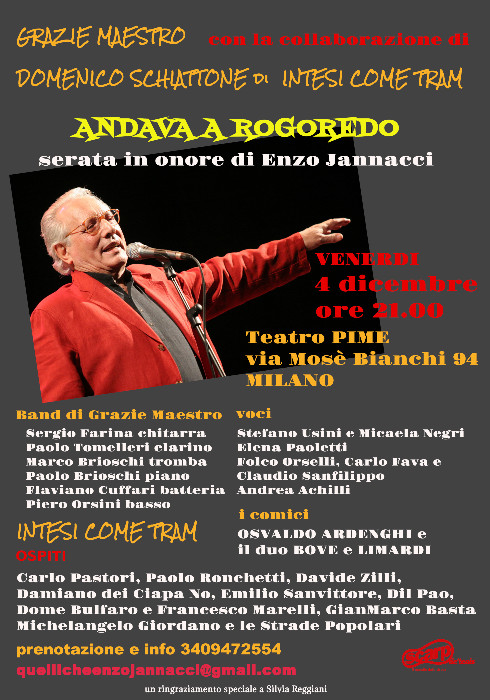 GRAZIE MAESTRO con la collaborazione di
DOMENICO SCHIATTONE DI INTESI COME TRAM
ANDAVA A ROGOREDO
serata in onore di Enzo Jannacci
VENERDI
4 dicembre
ore 21.00
Teatro PIME
via Mosè Bianchi 94
MILANO
Band di Grazie Maestro
Sergio Farina chitarra
Paolo Tomelleri clarino
Marco Brioschi tromba
Paolo Brioschi piano
Flaviano Cuffari batteria
Piero Orsini basso
voci
Stefano Usini e Micaela Negri
Elena Paoletti
Folco Orselli, Carlo Fava e
Claudio Sanfilippo
Andrea Achilli
i comici
OSVALDO ARDENGHI e
il duo BOVE e LIMARDI
INTESI COME TRAM
OSPITI
Carlo Pastori, Paolo Ronchetti, Davide Zilli,
Damiano dei Ciapa No, Emilio Sanvittore, Dil Pao,
Dome Bulfaro e Francesco Marelli, GianMarco Basta
Michelangelo Giordano e le Strade Popolari
prenotazione e info 3409472554
quellicheenzojannacci@gmail.com
un ringraziamento speciale a Silvia Reggiani